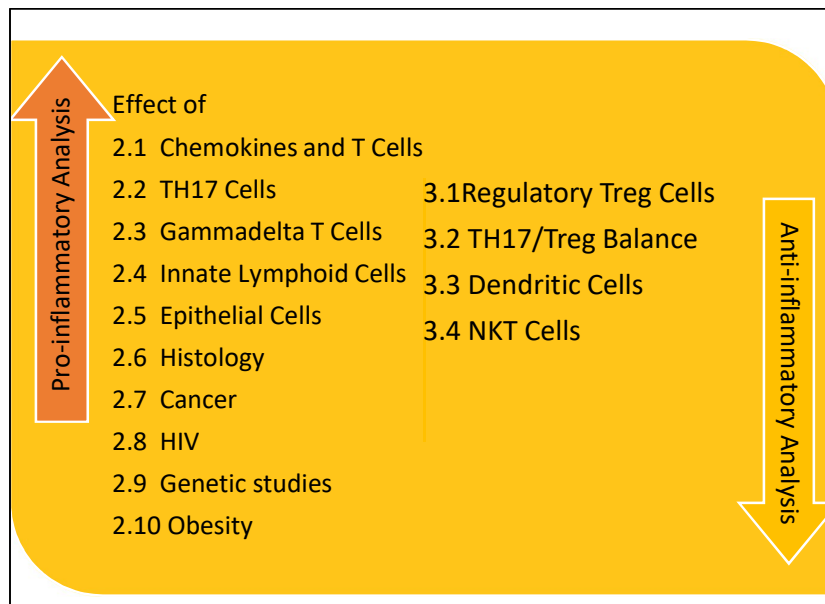 Pro-inflammatory Analysis
Effect of
2.1 Chemokines and T Cells
2.2 TH17 Cells
2.3 Gammadelta T Cells
2.4 Innate Lymphoid Cells
2.5 Epithelial Cells
2.6 Histology
2.7 Cancer
2.8 HIV
2.9 Genetic studies
2.10 Obesity
3.1Regulatory Treg Cells
3.2 TH17/Treg Balance
3.3 Dendritic Cells
3.4 NKT Cells
Anti-inflammatory Analysis